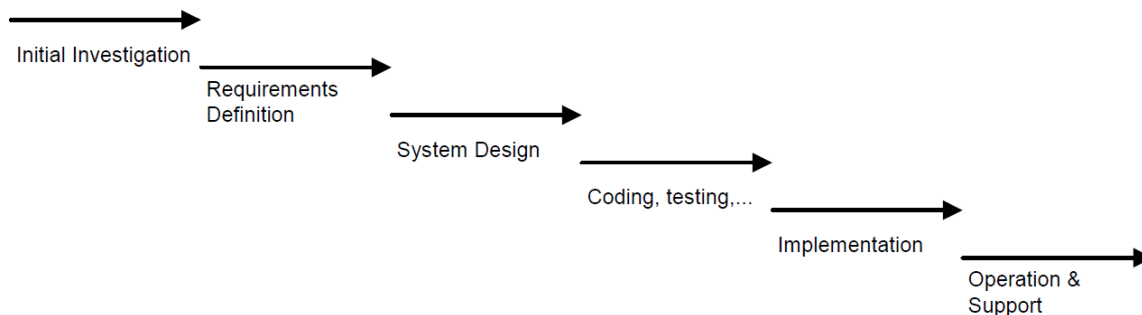 Initial Investigation
Requirements
Definition
System Design
Coding, testing,...
Implementation
Operation &
Support